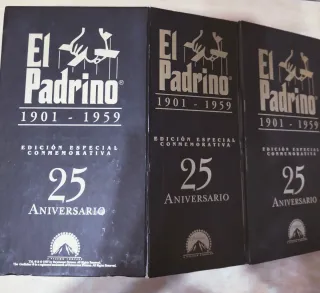 El
Padrino®
1901 - 1959
EDICIÓN ESPECIAL
CONMEMORATIVA
25
ANIVERSARIO
El
Padrino®
1901 - 1959
EDICIÓN ESPECIAL
CONMEMORATIVA
25
ANIVERSARIO
El
Padrino
1901 - 1959
EDICIÓN ESPECIAL
CONMEMORATIVA
25
ANIVERSARIO